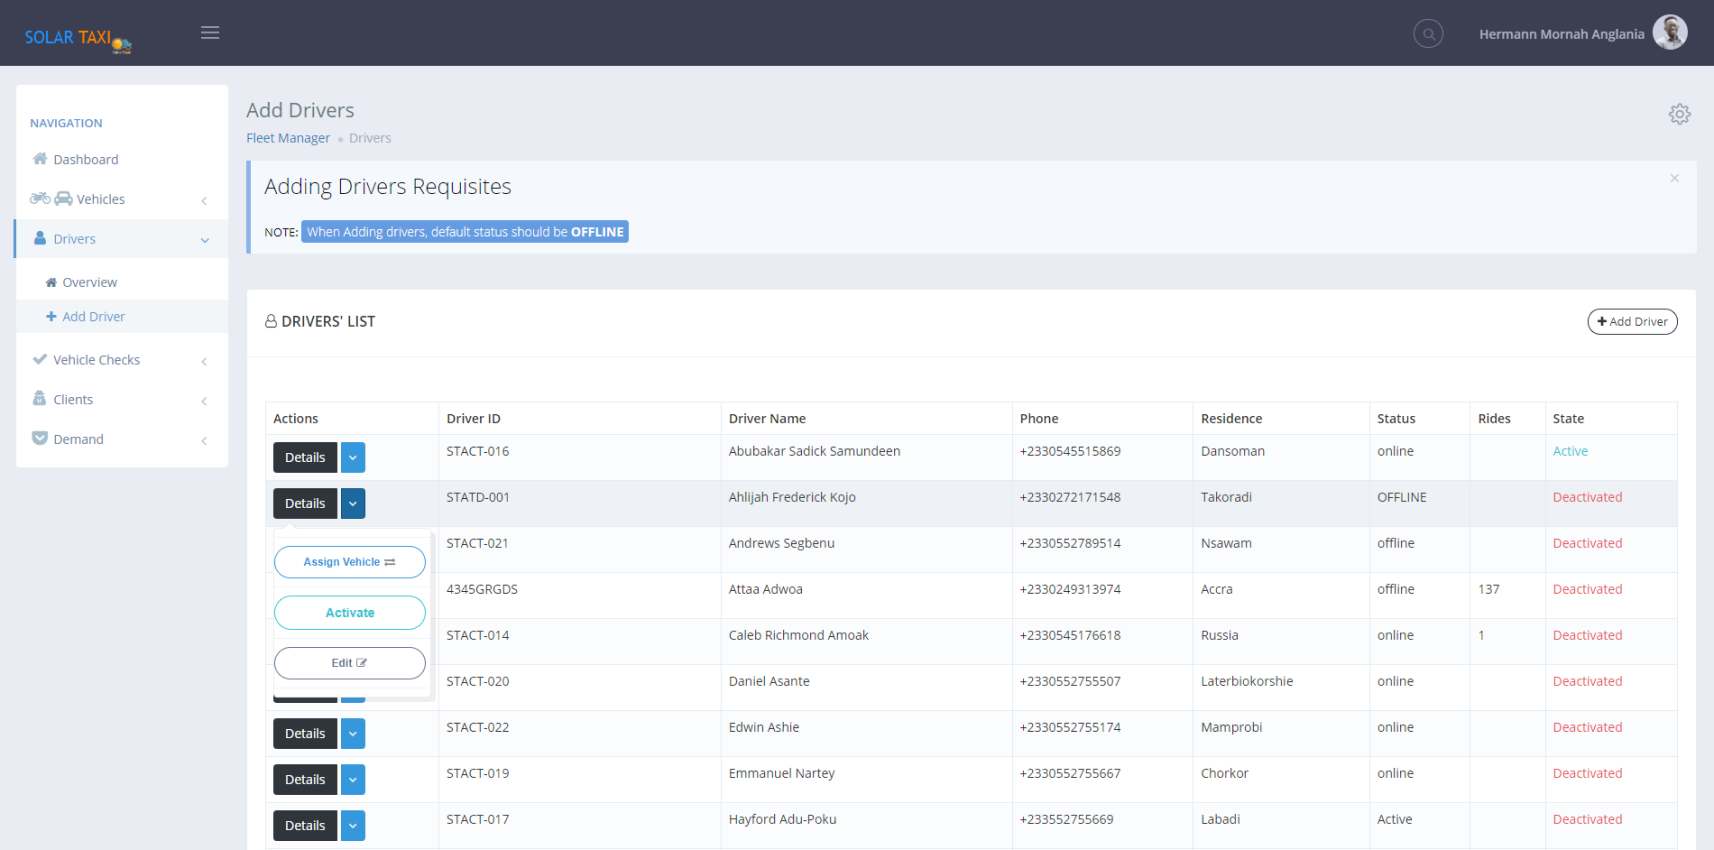 SOLAR TAXI
Hermann Mornah Anglania
NAVIGATION
Dashboard
Vehicles
Drivers
Overview
Add Driver
Vehicle Checks
Clients
Demand
Add Drivers
Fleet Manager Drivers
Adding Drivers Requisites
NOTE: When Adding drivers, default status should be OFFLINE
DRIVERS' LIST
Add Driver
Actions Driver ID Driver Name Phone Residence Status Rides State
Details STACT-016 Abubakar Sadick Samundeen +2330545515869 Dansoman online Active
Details STATD-001 Ahlijah Frederick Kojo +2330272171548 Takoradi OFFLINE Deactivated
STACT-021 Andrews Segbenu +2330552789514 Nsawam offline Deactivated
Assign Vehicle
4345GRGDS Attaa Adwoa +2330249313974 Accra offline 137 Deactivated
Activate
STACT-014 Caleb Richmond Amoak +2330545176618 Russia online 1 Deactivated
Edit
STACT-020 Daniel Asante +2330552755507 Laterbiokorshie online Deactivated
Details STACT-022 Edwin Ashie +2330552755174 Mamprobi online Deactivated
Details STACT-019 Emmanuel Nartey +2330552755667 Chorkor online Deactivated
Details STACT-017 Hayford Adu-Poku +233552755669 Labadi Active Deactivated